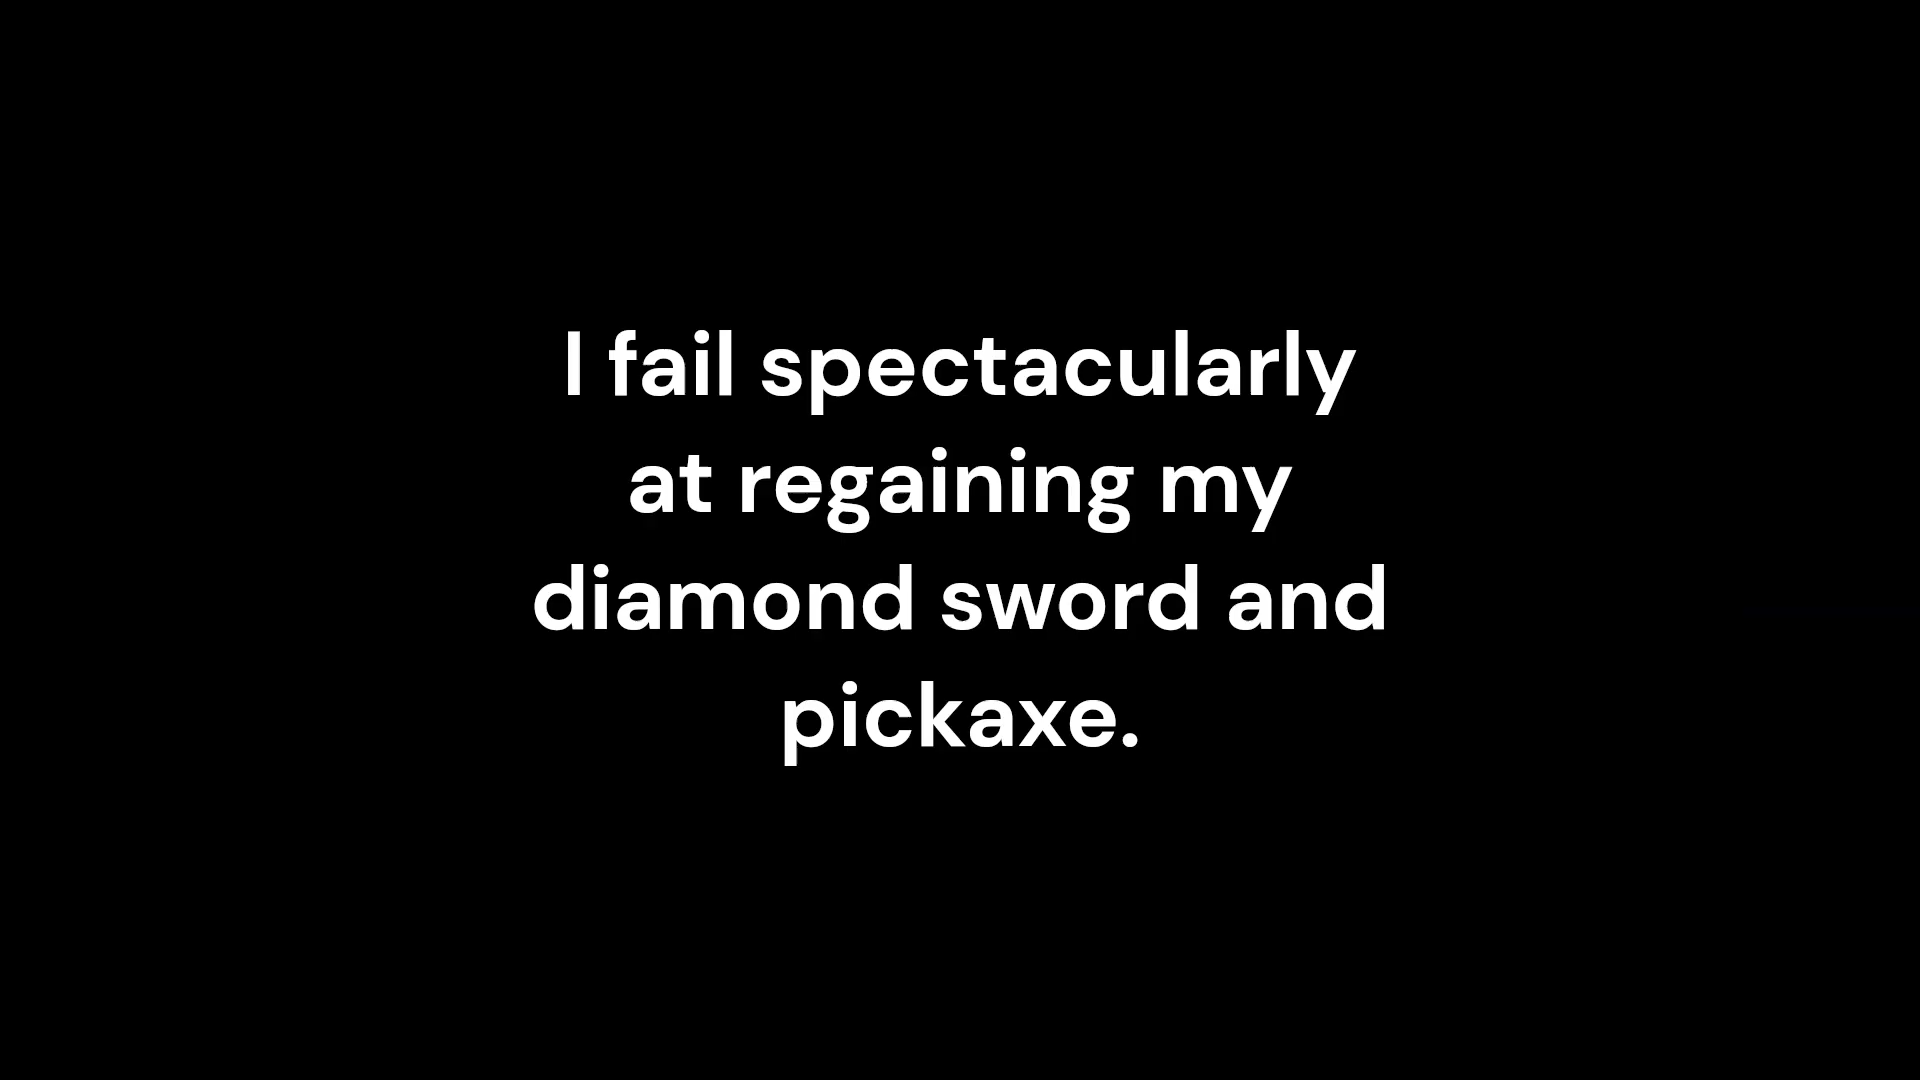 I fail spectacularly
at regaining my
diamond sword and
pickaxe.